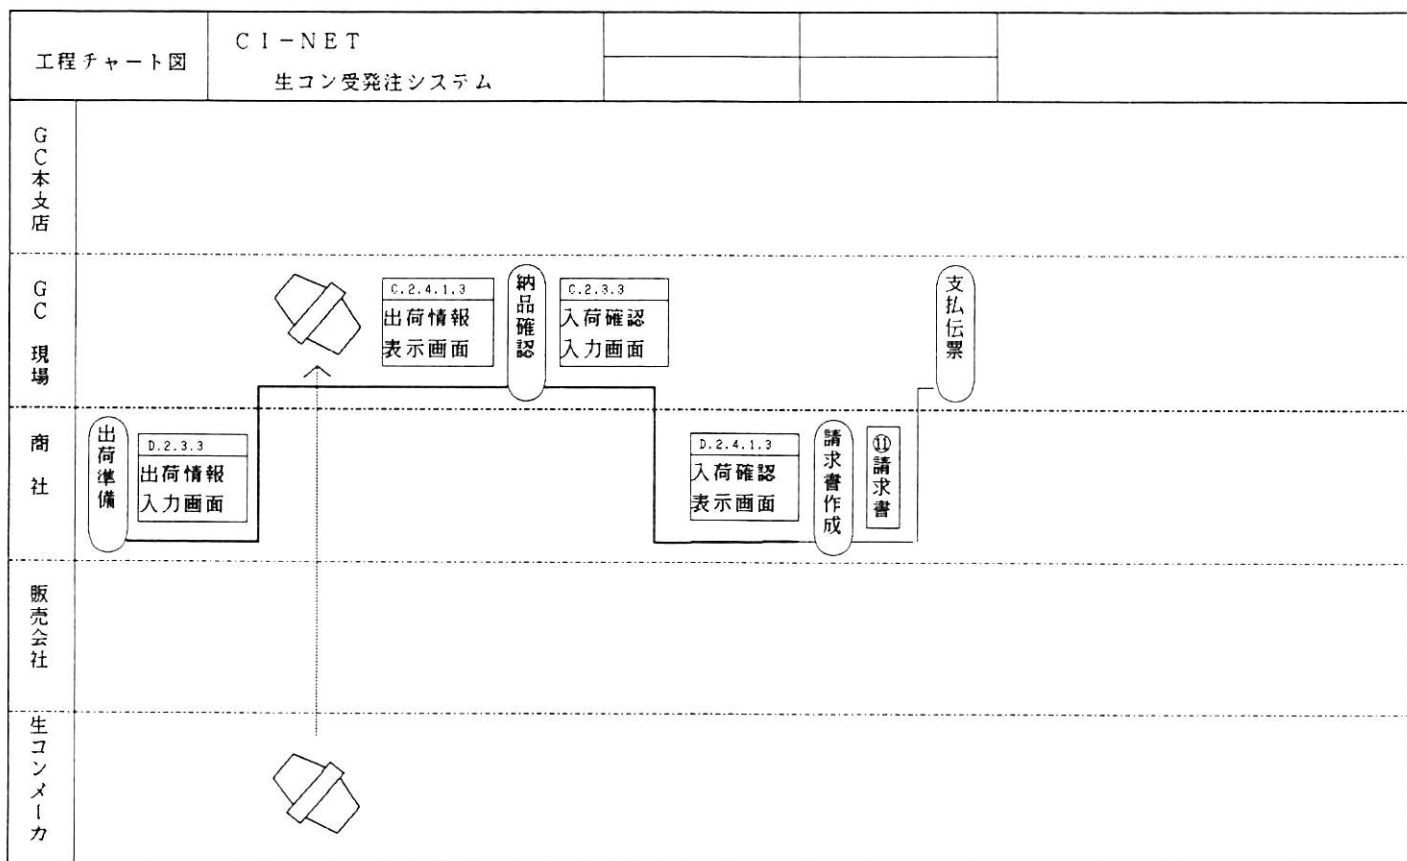 工程チャート図
CI-NET
生コン受発注システム
GC本支店
GC現場
C.2.4.1.3
出荷情報
表示画面
納品確認
C.2.3.3
入荷確認
入力画面
支払伝票
商社
出荷準備
D.2.3.3
出荷情報
入力画面
D.2.4.1.3
入荷確認
表示画面
請求書作成
⑪請求書
販売会社
生コンメーカ